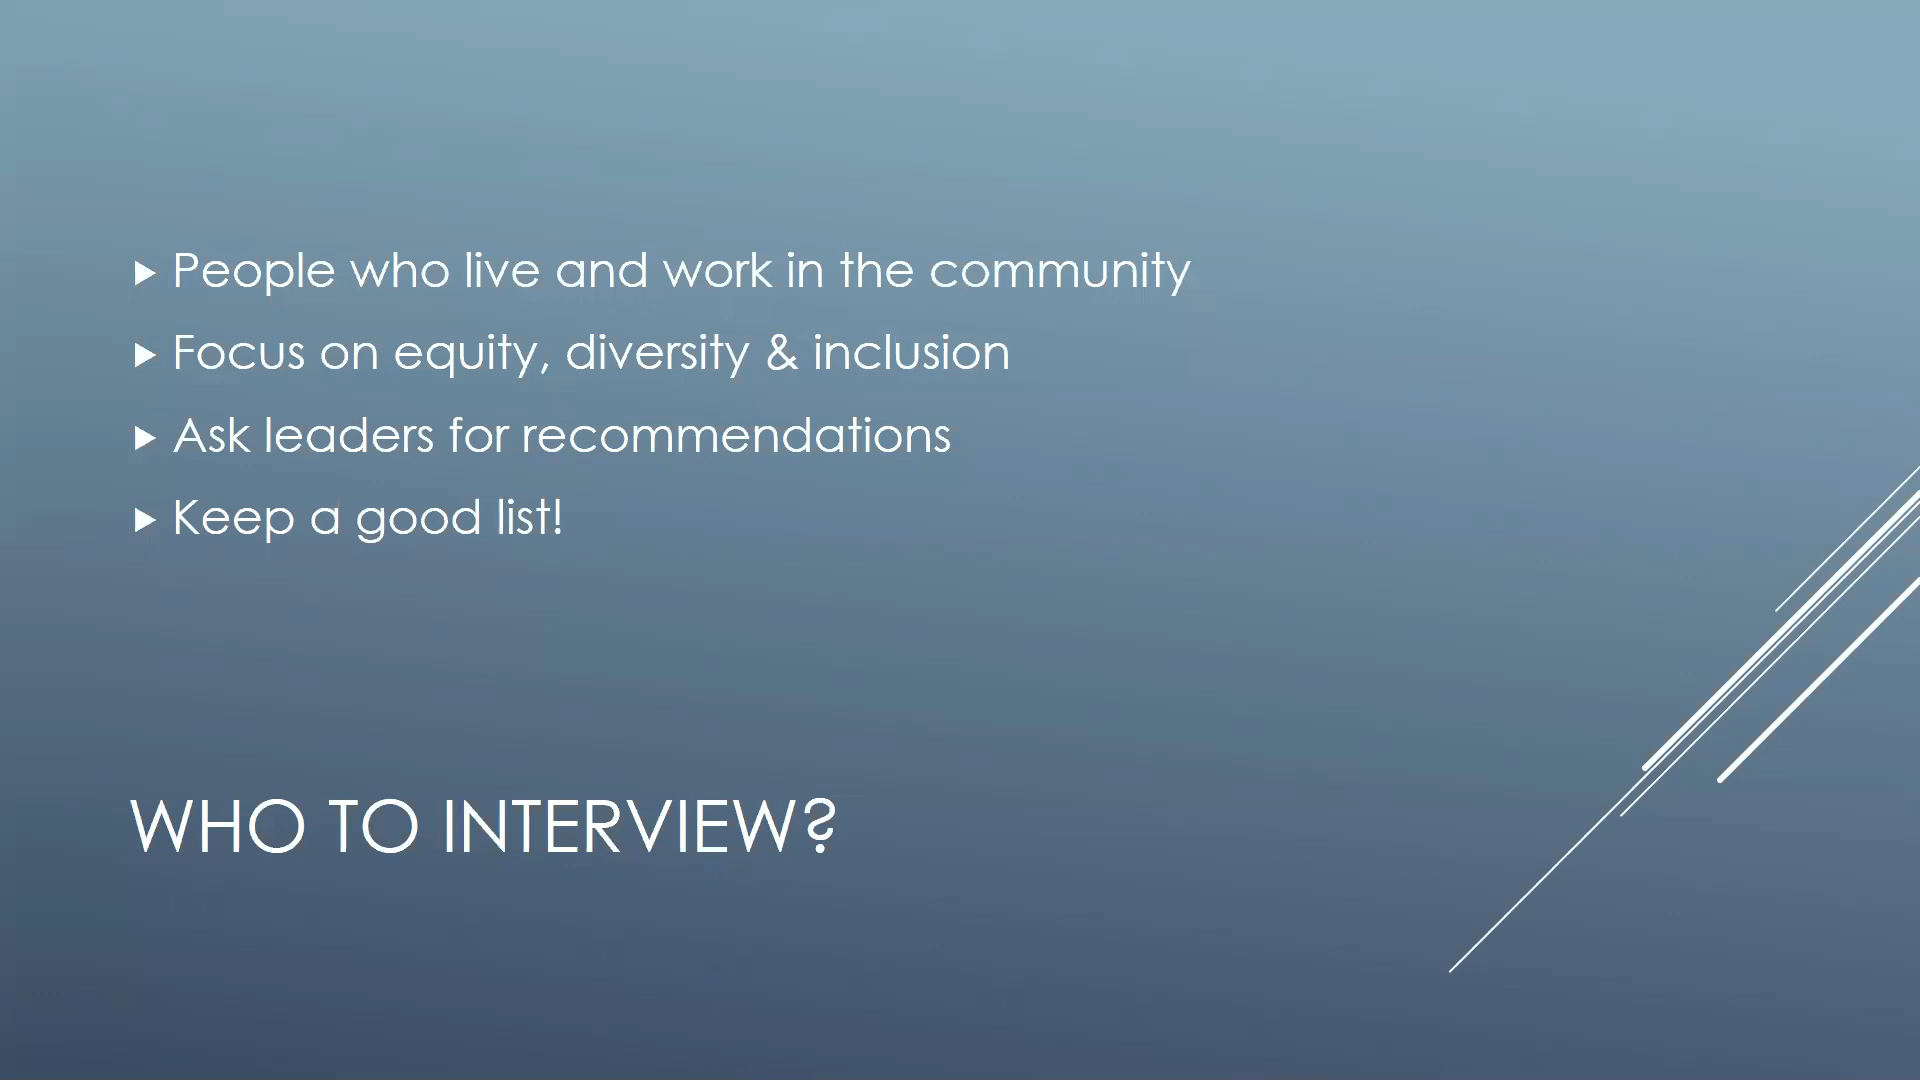 People who live and work in the community
Focus on equity, diversity & inclusion
Ask leaders for recommendations
Keep a good list!
WHO TO INTERVIEW?